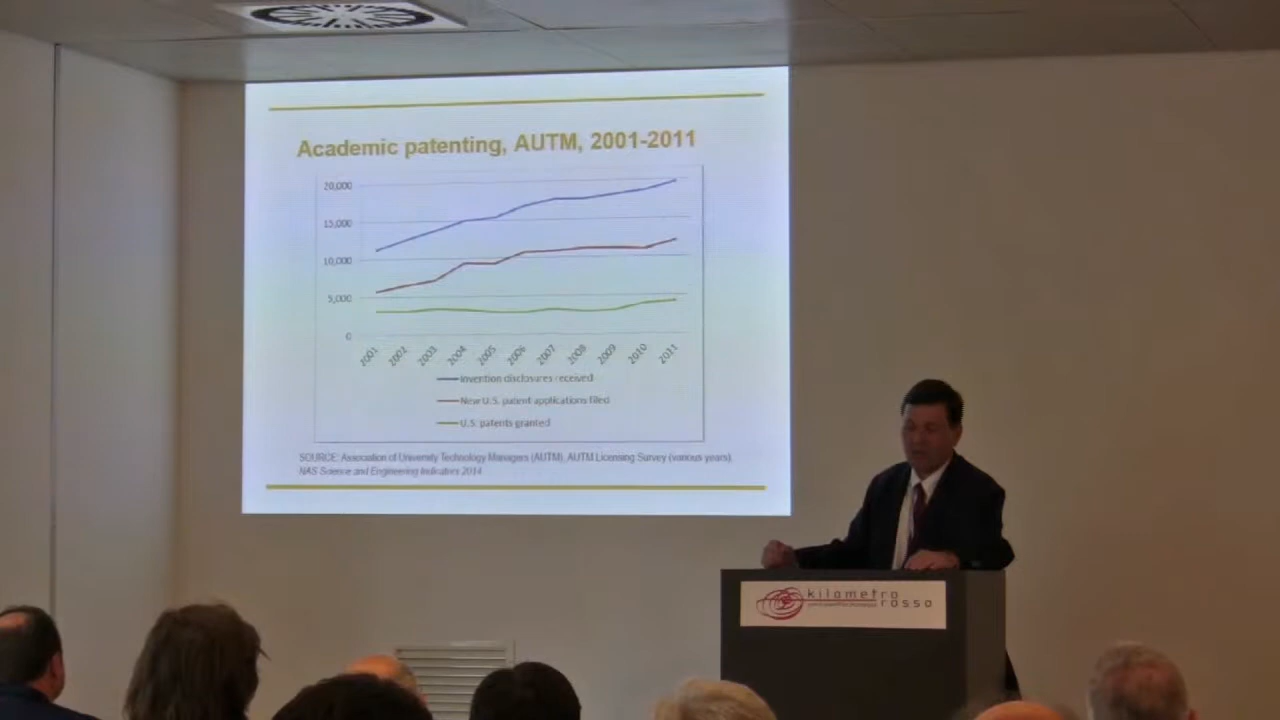 Academic patenting, AUTM, 2001-2011
20,000
15,000
10,000
5,000
0
2001 2002 2003 2004 2005 2006 2007 2008 2009 2010 2011
Invention disclosures received
New U.S. patent applications filed
U.S. patents granted
SOURCE: Association of University Technology Managers (AUTM), AUTM Licensing Survey (various years).
NAS Science and Engineering Indicators 2014
kilometro
rosso